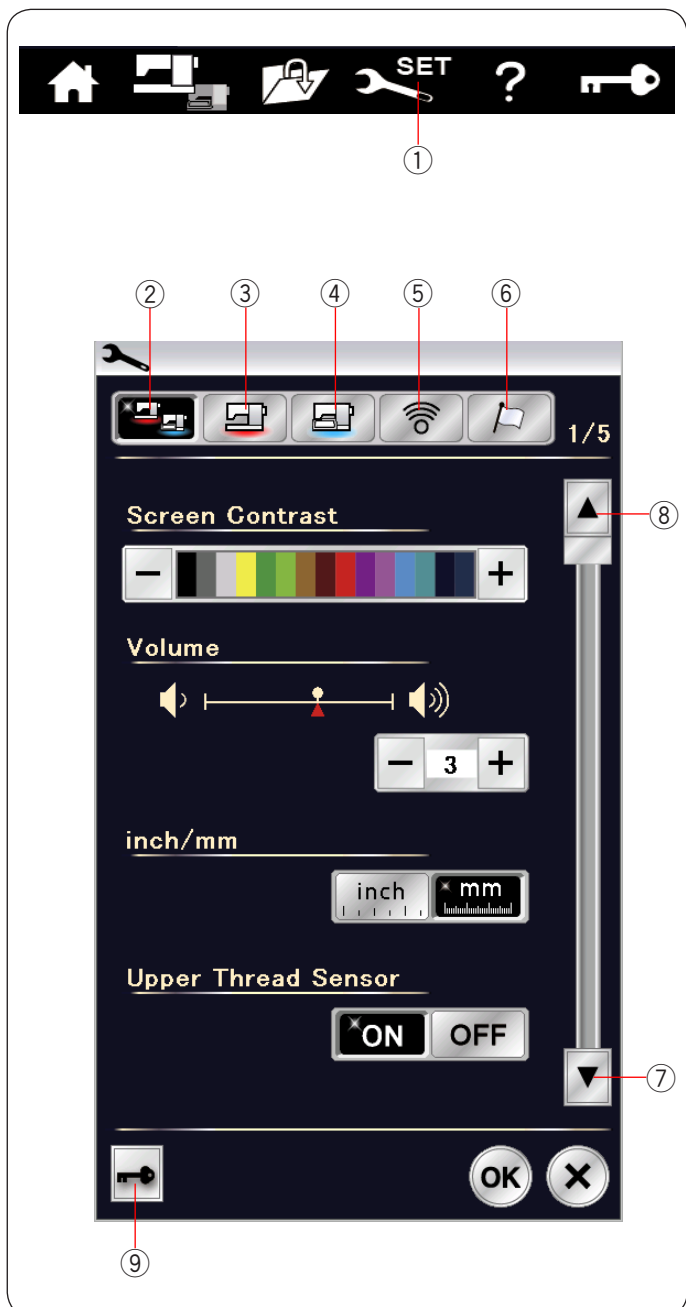 SET
?
①
② ③ ④ ⑤ ⑥
1/5
Screen Contrast
⑧
− +
Volume
− 3 +
inch/mm
inch mm
Upper Thread Sensor
ON OFF
⑦
OK
⑨